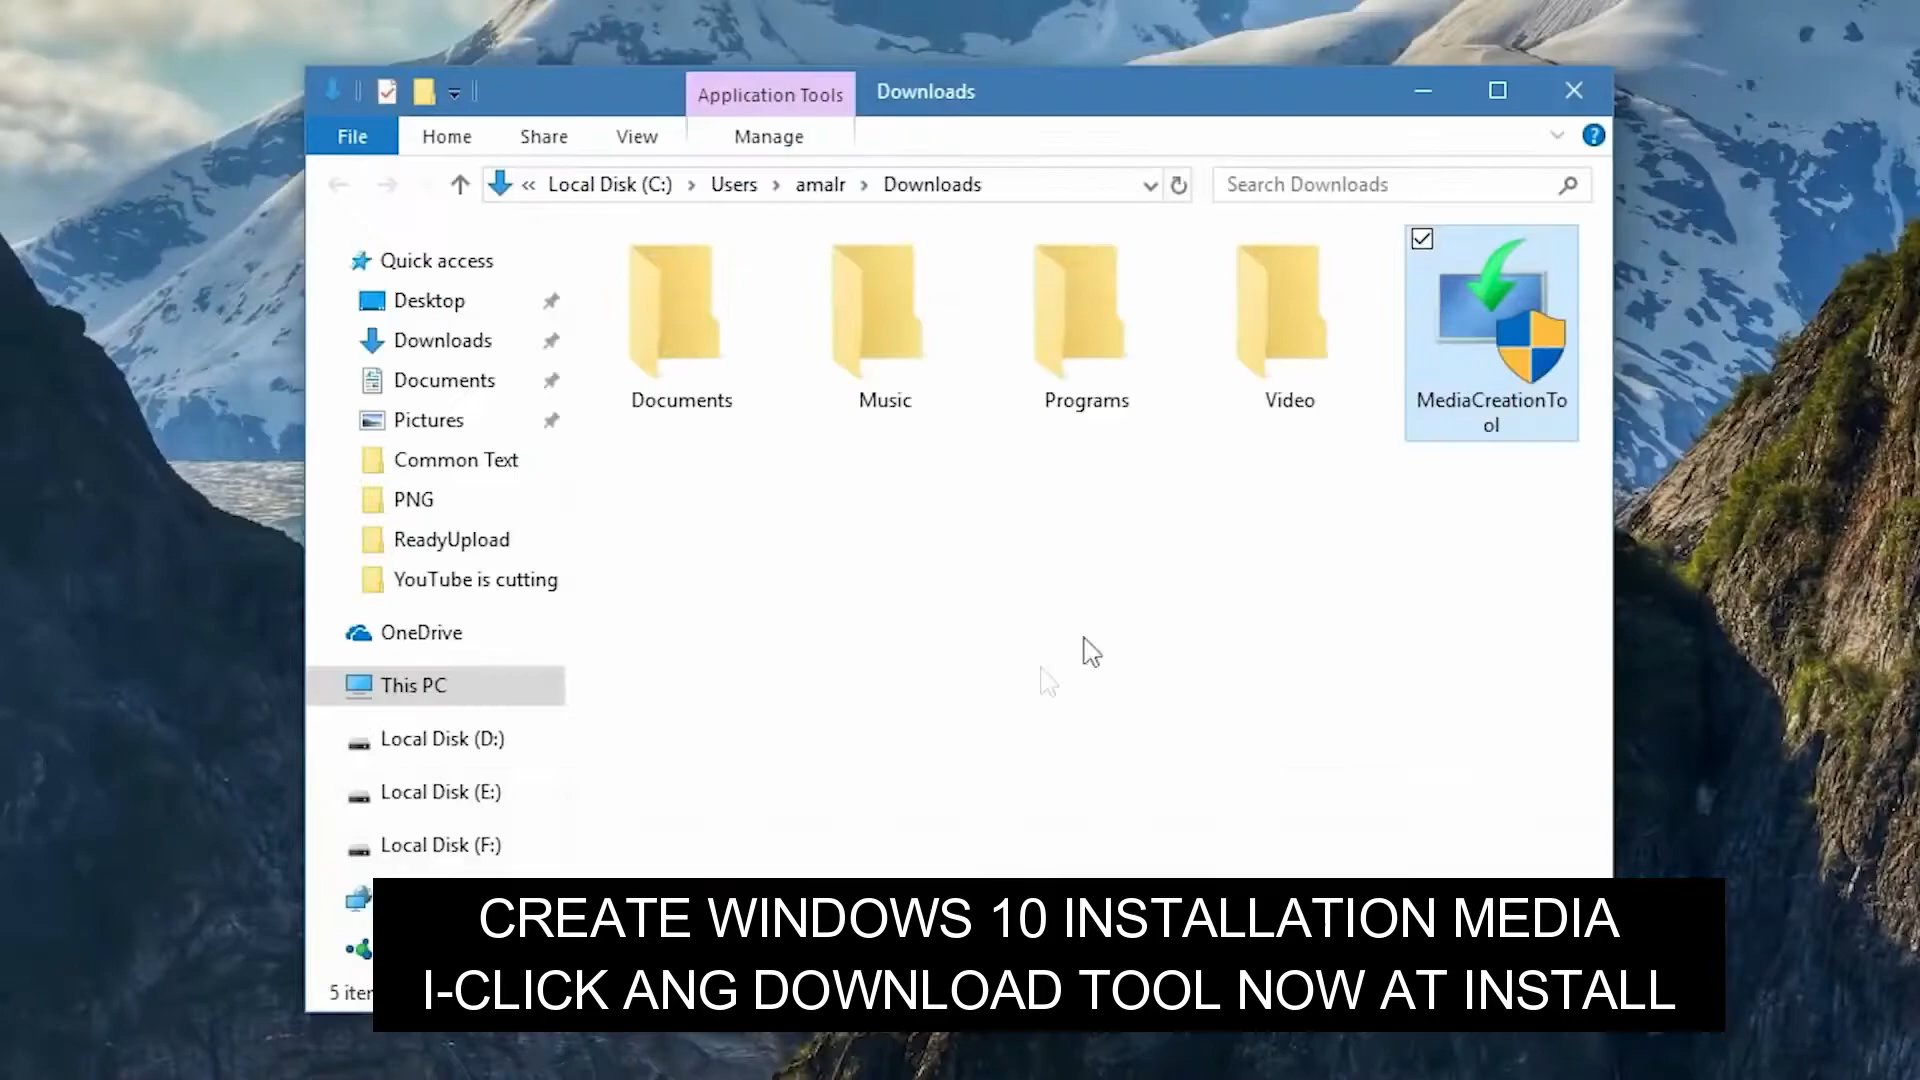 Application Tools
Downloads
File
Home
Share
View
Manage
« Local Disk (C:) › Users › amalr › Downloads
Search Downloads
Quick access
Desktop
Downloads
Documents
Pictures
Common Text
PNG
ReadyUpload
YouTube is cutting
OneDrive
This PC
Local Disk (D:)
Local Disk (E:)
Local Disk (F:)
Documents
Music
Programs
Video
MediaCreationTo
ol
5
CREATE WINDOWS 10 INSTALLATION MEDIA
I-CLICK ANG DOWNLOAD TOOL NOW AT INSTALL